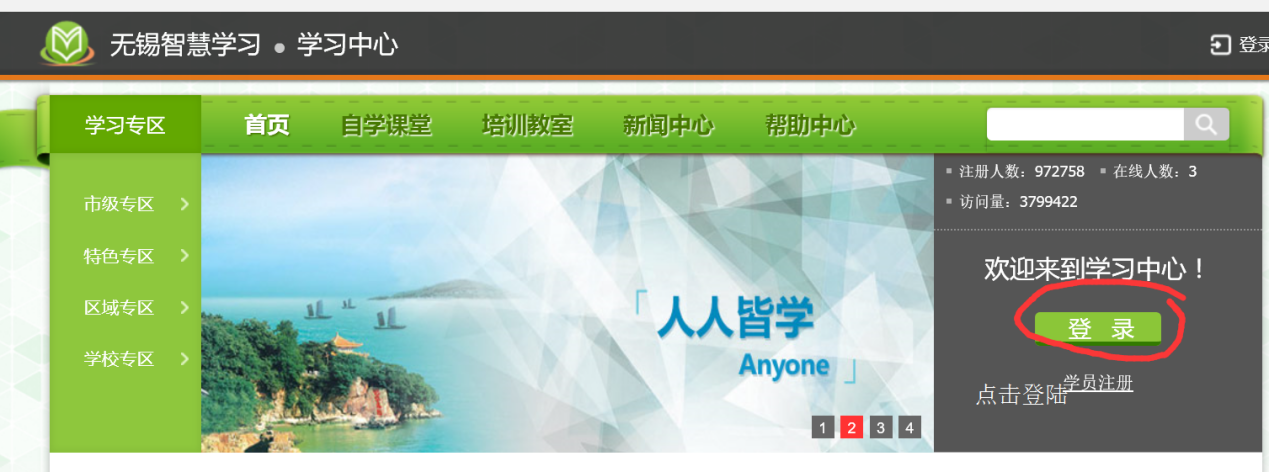 无锡智慧学习 ● 学习中心
登录
学习专区 首页 自学课堂 培训教室 新闻中心 帮助中心
市级专区
特色专区
区域专区
学校专区
「人人皆学
Anyone 」
1 2 3 4
注册人数：972758 在线人数：3
访问量：3799422
欢迎来到学习中心！
登 录
学员注册
点击登陆